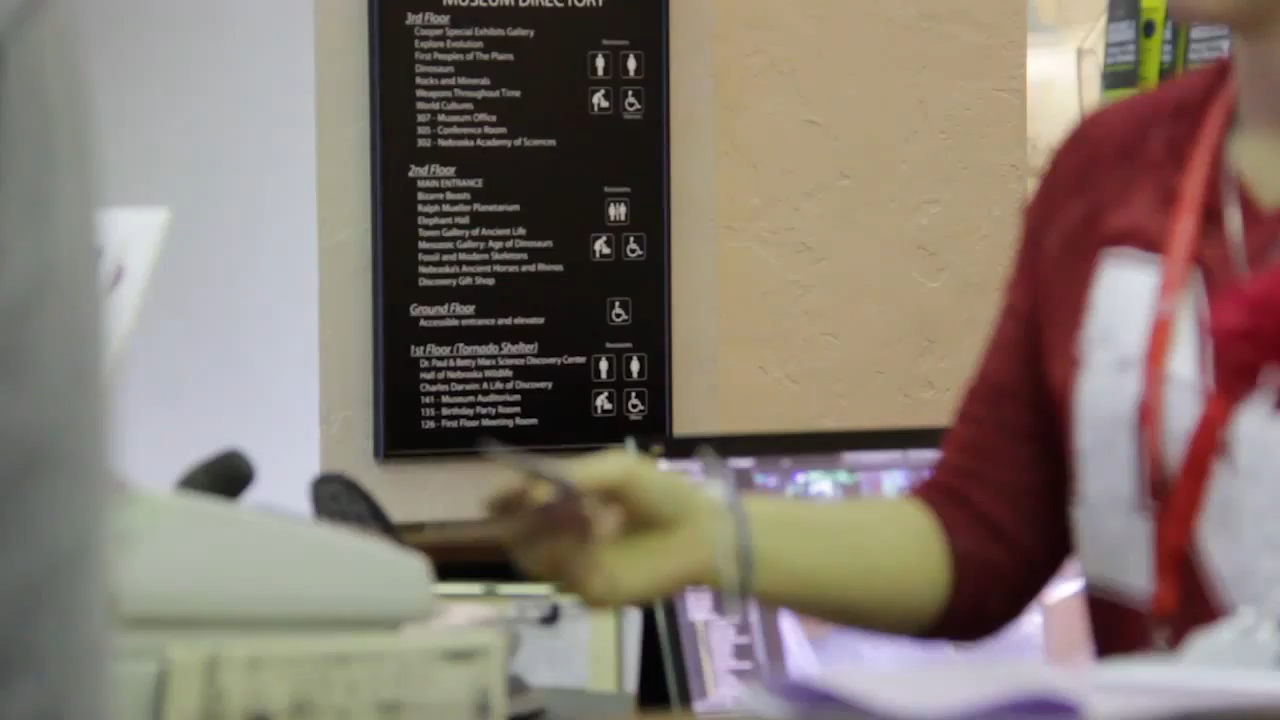 MUSEUM DIRECTORY
3rd Floor
Cooper Special Exhibits Gallery
Explore Evolution
First Peoples of The Plains
Dinosaurs
Rocks and Minerals
Weapons Throughout Time
World Cultures
307 - Museum Office
305 - Conference Room
302 - Nebraska Academy of Sciences
Restrooms
2nd Floor
MAIN ENTRANCE
Bizarre Beasts
Ralph Mueller Planetarium
Elephant Hall
Toren Gallery of Ancient Life
Mesozoic Gallery: Age of Dinosaurs
Fossil and Modern Skeletons
Nebraska's Ancient Horses and Rhinos
Discovery Gift Shop
Restrooms
Ground Floor
Accessible entrance and elevator
1st Floor (Tornado Shelter)
Dr. Paul & Betty Marx Science Discovery Center
Hall of Nebraska Wildlife
Charles Darwin: A Life of Discovery
141 - Museum Auditorium
135 - Birthday Party Room
126 - First Floor Meeting Room
Restrooms